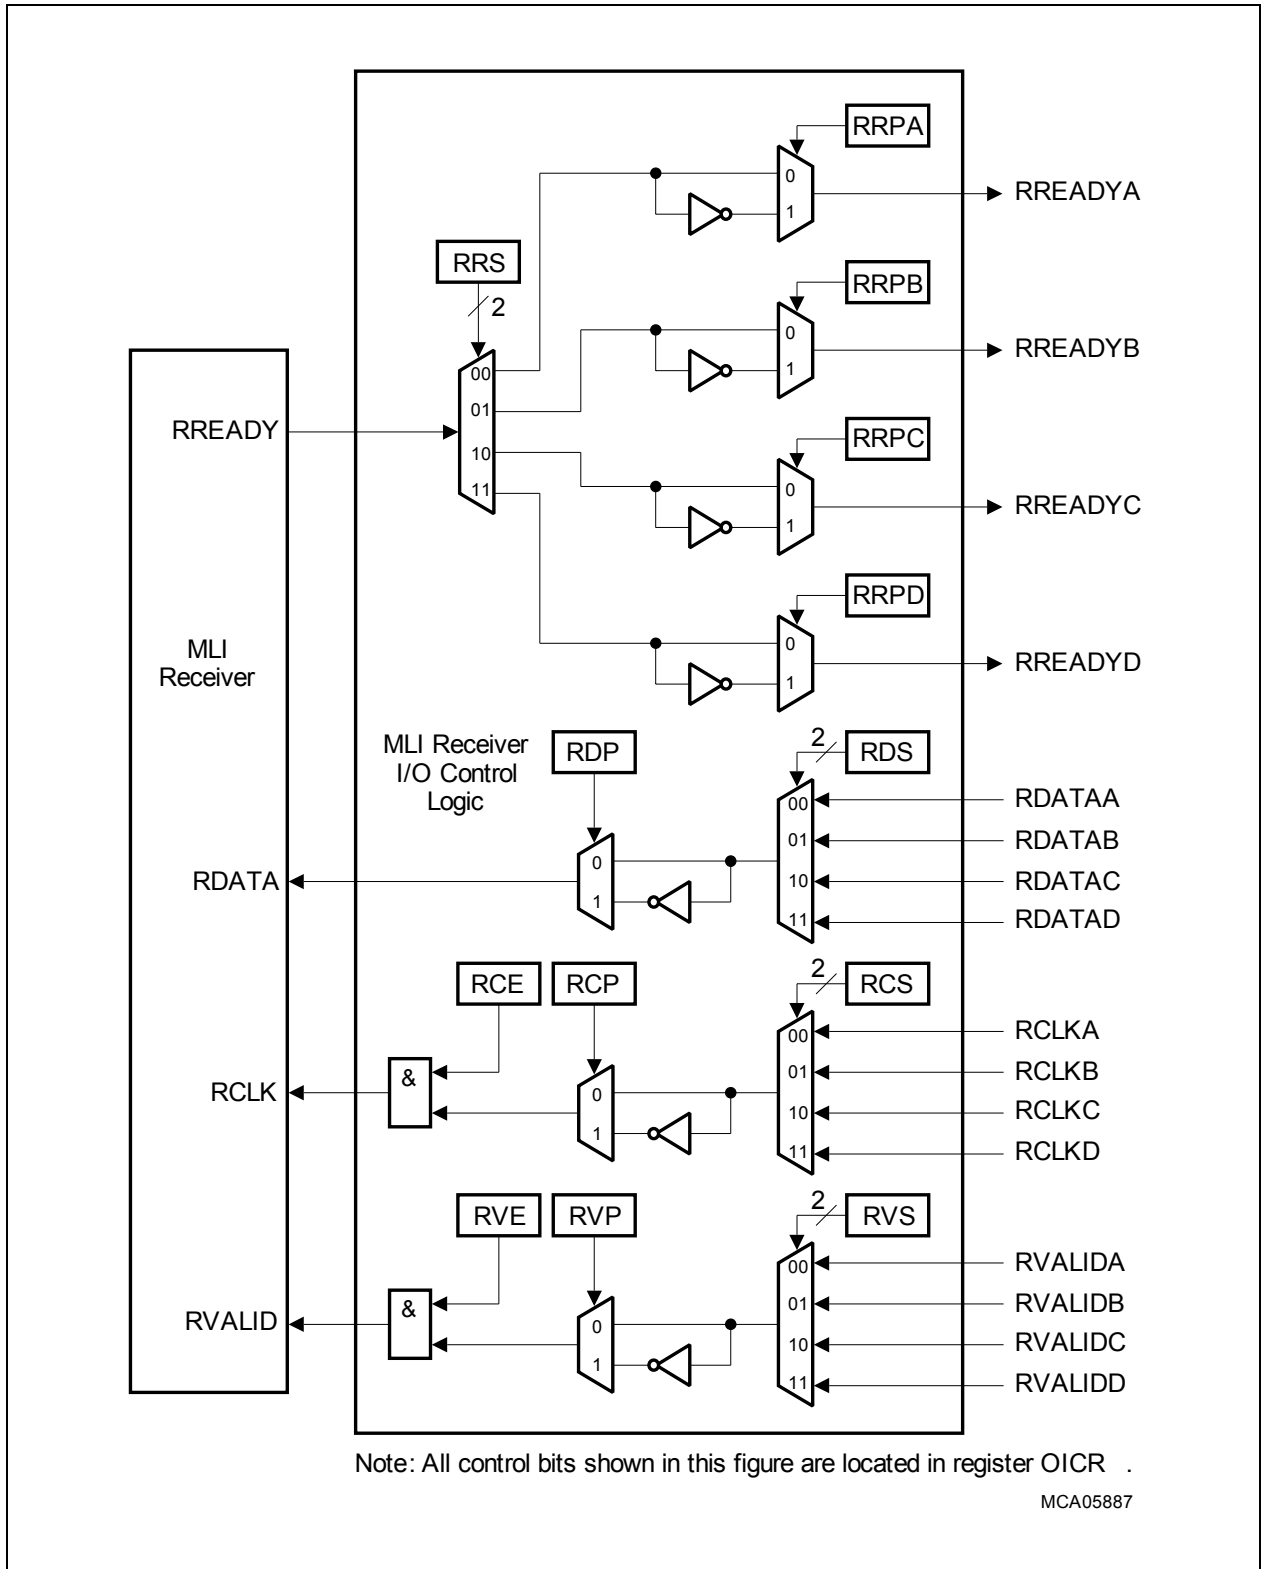 RRPA
0
1
RREADYA
RRS
2
RRPB
0
1
RREADYB
00
01
10
11
RREADY
RRPC
0
1
RREADYC
RRPD
0
1
RREADYD
MLI
Receiver
MLI Receiver
I/O Control
Logic
RDP
2
RDS
00
01
10
11
RDATAA
RDATAB
RDATAC
RDATAD
0
1
RDATA
RCE
RCP
2
RCS
00
01
10
11
RCLKA
RCLKB
RCLKC
RCLKD
&
0
1
RCLK
RVE
RVP
2
RVS
00
01
10
11
RVALIDA
RVALIDB
RVALIDC
RVALIDD
&
0
1
RVALID
Note: All control bits shown in this figure are located in register OICR .
MCA05887